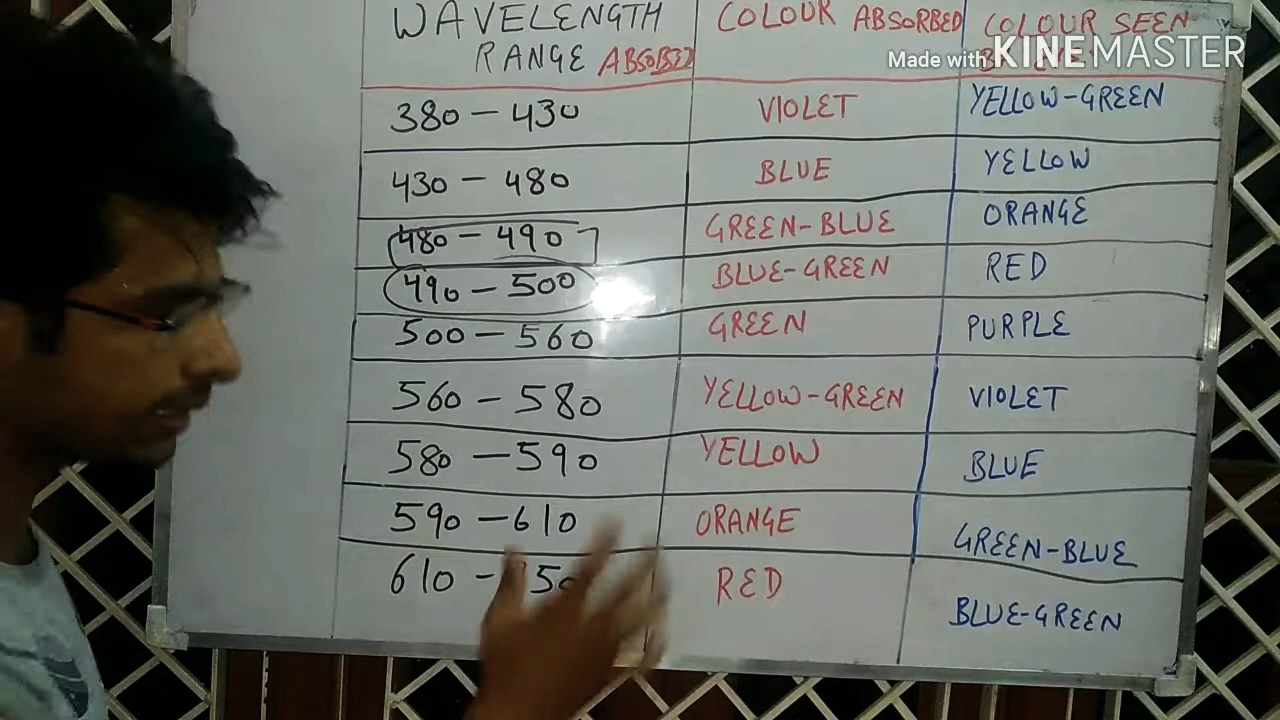 WAVELENGTH COLOUR ABSORBED COLOUR SEEN
RANGE ABSORBED
Made with KINEMASTER
380 – 430 VIOLET YELLOW-GREEN
430 – 480 BLUE YELLOW
480 – 490 GREEN-BLUE ORANGE
490 – 500 BLUE-GREEN RED
500 – 560 GREEN PURPLE
560 – 580 YELLOW-GREEN VIOLET
580 – 590 YELLOW BLUE
590 – 610 ORANGE GREEN-BLUE
610 – RED BLUE-GREEN